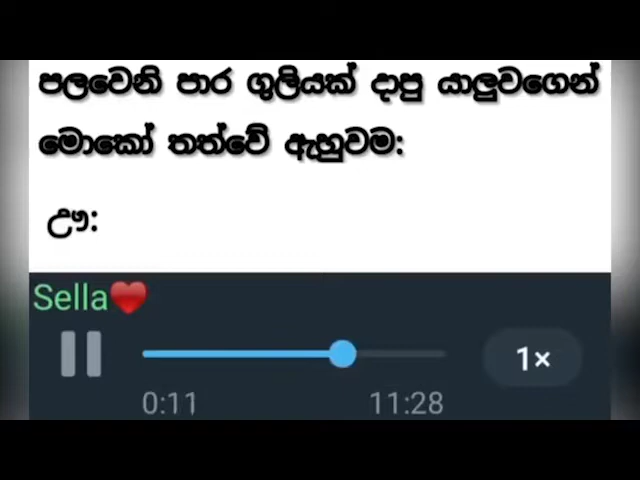 පලවෙනි පාර ගුලියක් දාපු යාලුවගෙන්
මොකෝ තත්වේ ඇහුවම:
ඌ:
Sella❤️
1×
0:11 11:28